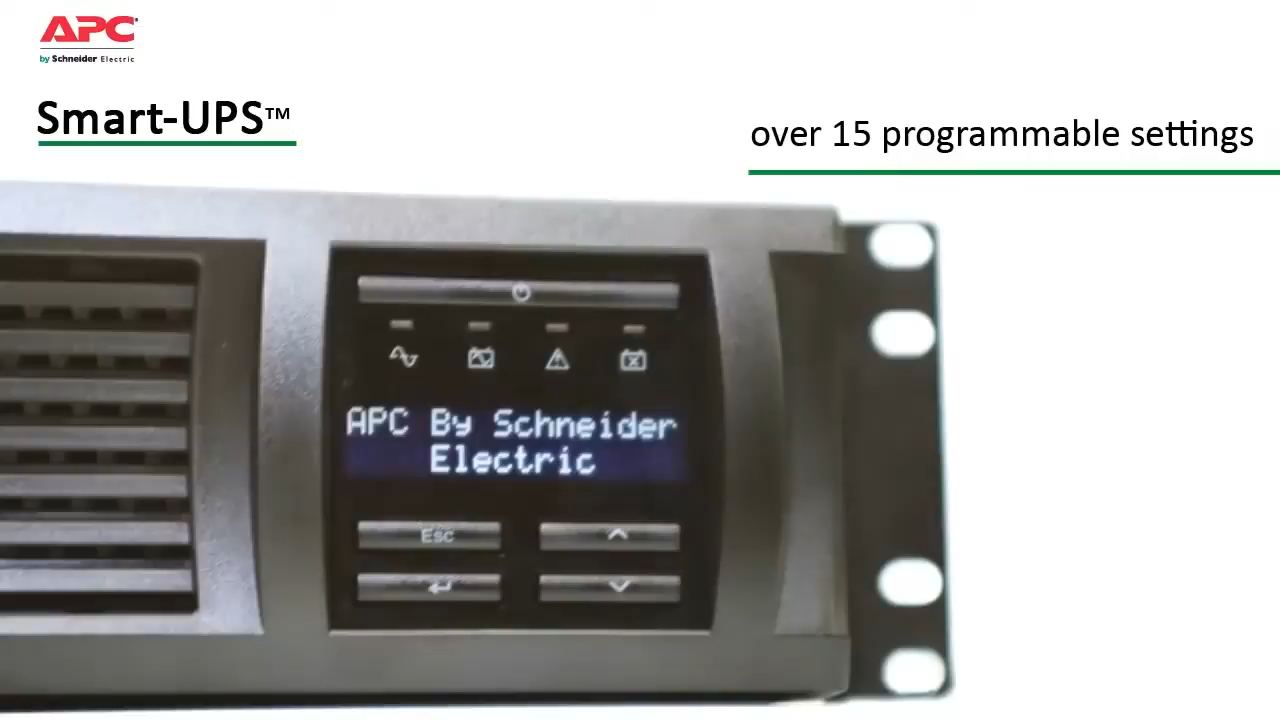 APC®
by Schneider Electric
Smart-UPS™
over 15 programmable settings
APC By Schneider
Electric
Esc